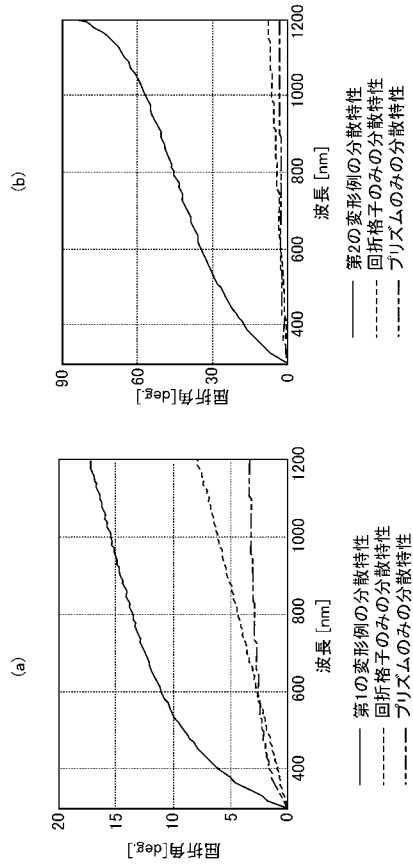 (a)
20
15
10
5
0
屈折角[deg.]
400
600
800
1000
1200
波長 [nm]
第1の変形例の分散特性
回折格子のみの分散特性
プリズムのみの分散特性
(b)
90
60
30
0
屈折角[deg.]
400
600
800
1000
1200
波長 [nm]
第2の変形例の分散特性
回折格子のみの分散特性
プリズムのみの分散特性